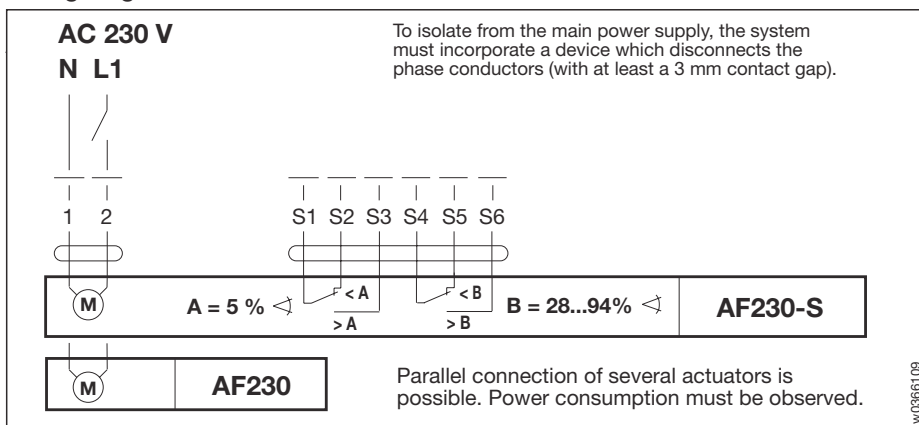 AC 230 V
N L1
To isolate from the main power supply, the system
must incorporate a device which disconnects the
phase conductors (with at least a 3 mm contact gap).
1 2 S1 S2 S3 S4 S5 S6
M A = 5 % < A > A < B > B B = 28...94% AF230-S
M AF230
Parallel connection of several actuators is
possible. Power consumption must be observed.
w0366109